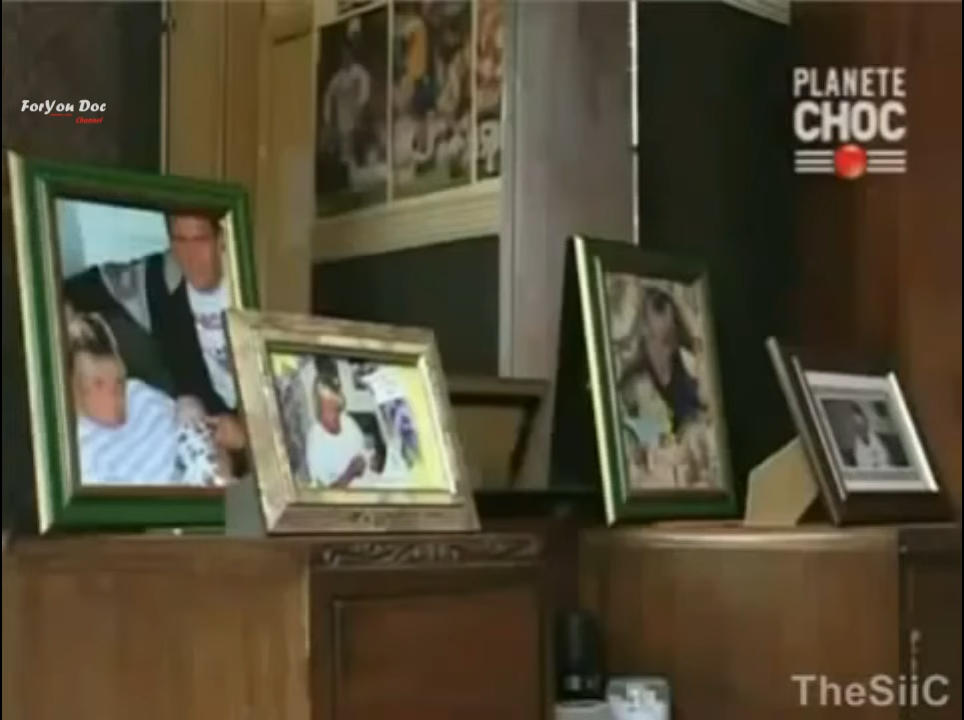 ForYou Doc
Channel
PLANETE
CHOC
TheSiiC